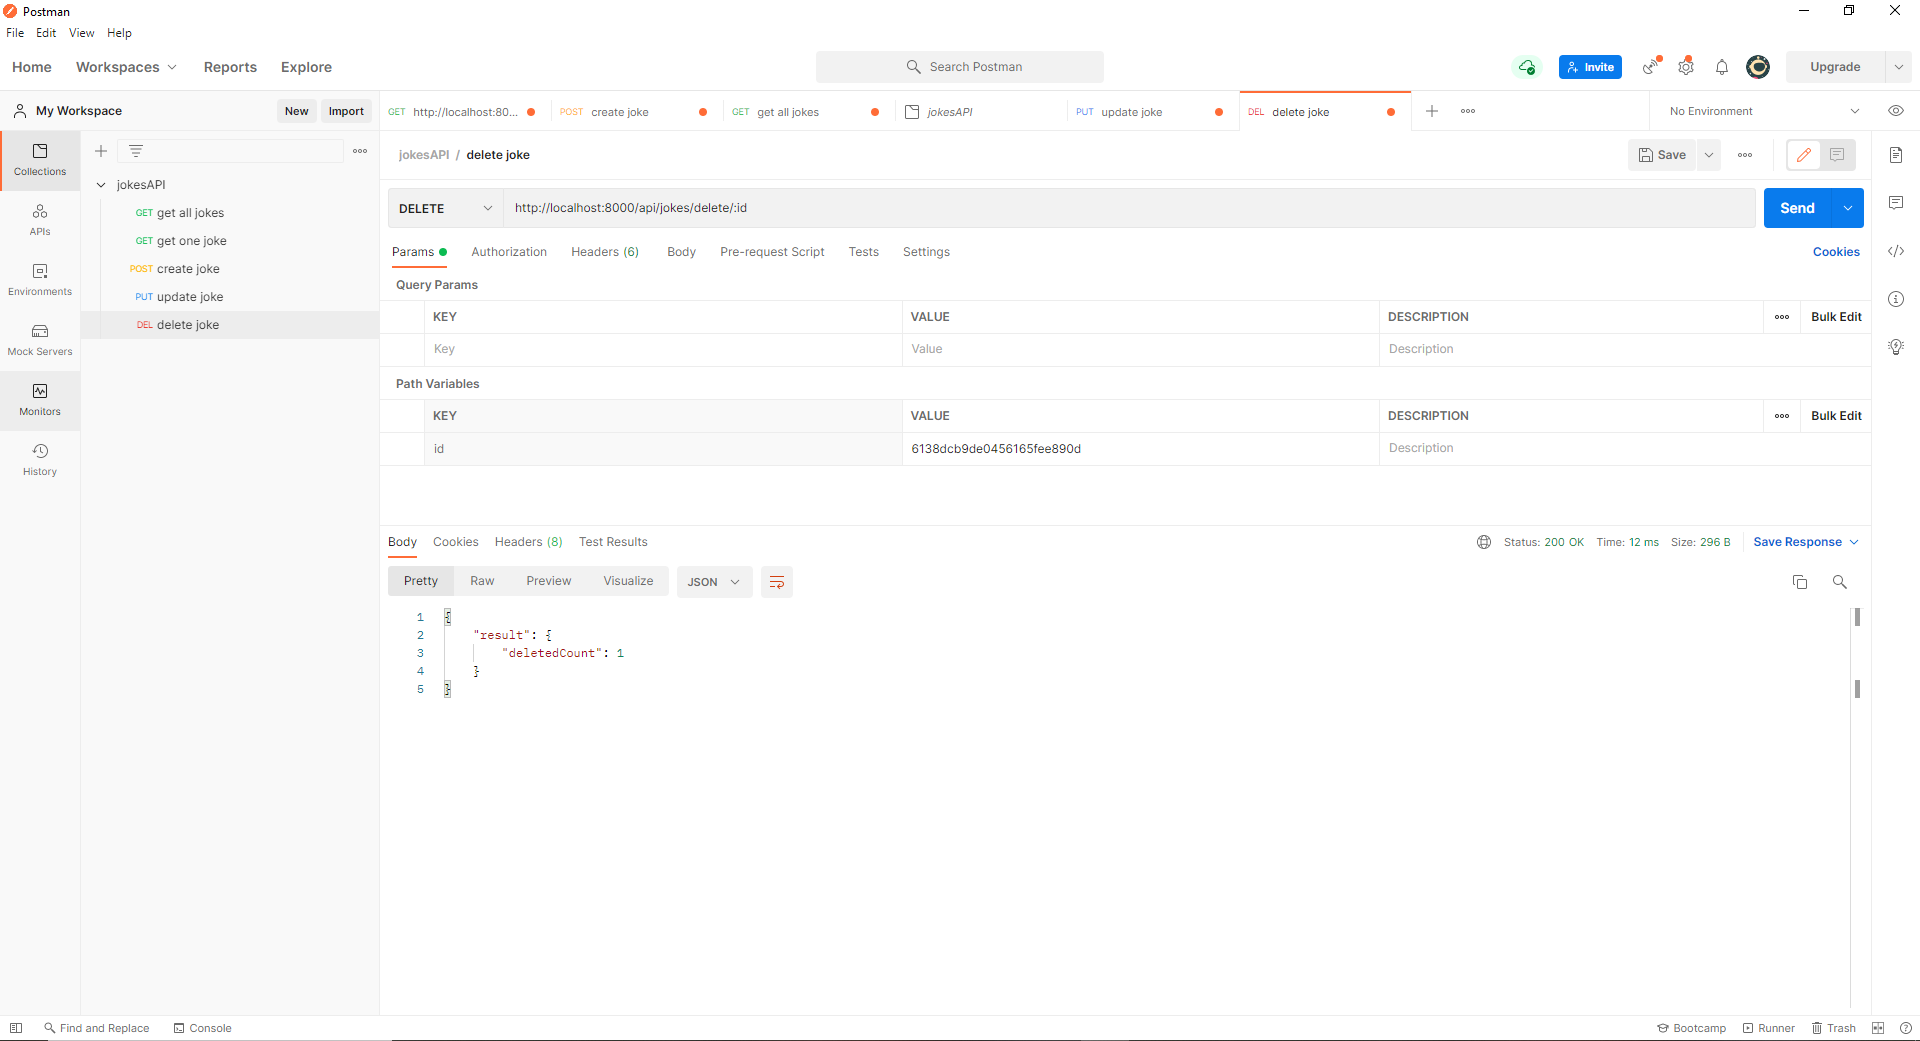 Postman
File Edit View Help
Home Workspaces Reports Explore Search Postman Invite Upgrade
My Workspace New Import GET http://localhost:80... POST create joke GET get all jokes jokesAPI PUT update joke DEL delete joke No Environment
Collections
APIs
Environments
Mock Servers
Monitors
History
jokesAPI
GET get all jokes
GET get one joke
POST create joke
PUT update joke
DEL delete joke
jokesAPI / delete joke Save
DELETE http://localhost:8000/api/jokes/delete/:id Send
Params Authorization Headers (6) Body Pre-request Script Tests Settings Cookies
Query Params
KEY VALUE DESCRIPTION Bulk Edit
Key Value Description
Path Variables
KEY VALUE DESCRIPTION Bulk Edit
id 6138dcb9de0456165fee890d Description
Body Cookies Headers (8) Test Results Status: 200 OK Time: 12 ms Size: 296 B Save Response
Pretty Raw Preview Visualize JSON
1 {
2 "result": {
3 "deletedCount": 1
4 }
5 }
Find and Replace Console Bootcamp Runner Trash